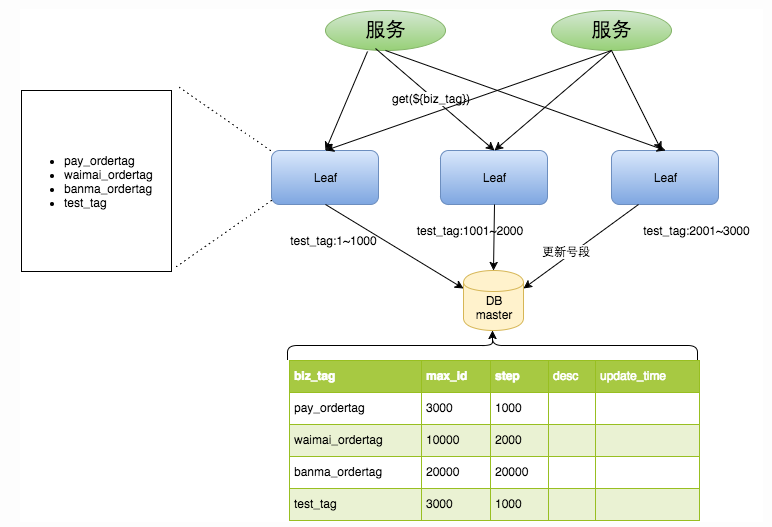 服务
服务
get(${biz_tag})
pay_ordertag
waimai_ordertag
banma_ordertag
test_tag
Leaf
Leaf
Leaf
test_tag:1~1000
test_tag:1001~2000
test_tag:2001~3000
更新号段
DB
master
biz_tag max_id step desc update_time
pay_ordertag 3000 1000
waimai_ordertag 10000 2000
banma_ordertag 20000 20000
test_tag 3000 1000